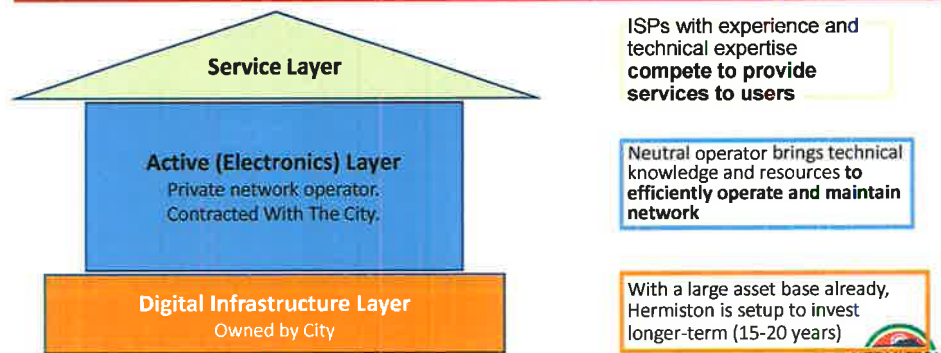 Service Layer
ISPs with experience and
technical expertise
compete to provide
services to users
Active (Electronics) Layer
Private network operator.
Contracted With The City.
Neutral operator brings technical
knowledge and resources to
efficiently operate and maintain
network
Digital Infrastructure Layer
Owned by City
With a large asset base already,
Hermiston is setup to invest
longer-term (15-20 years)